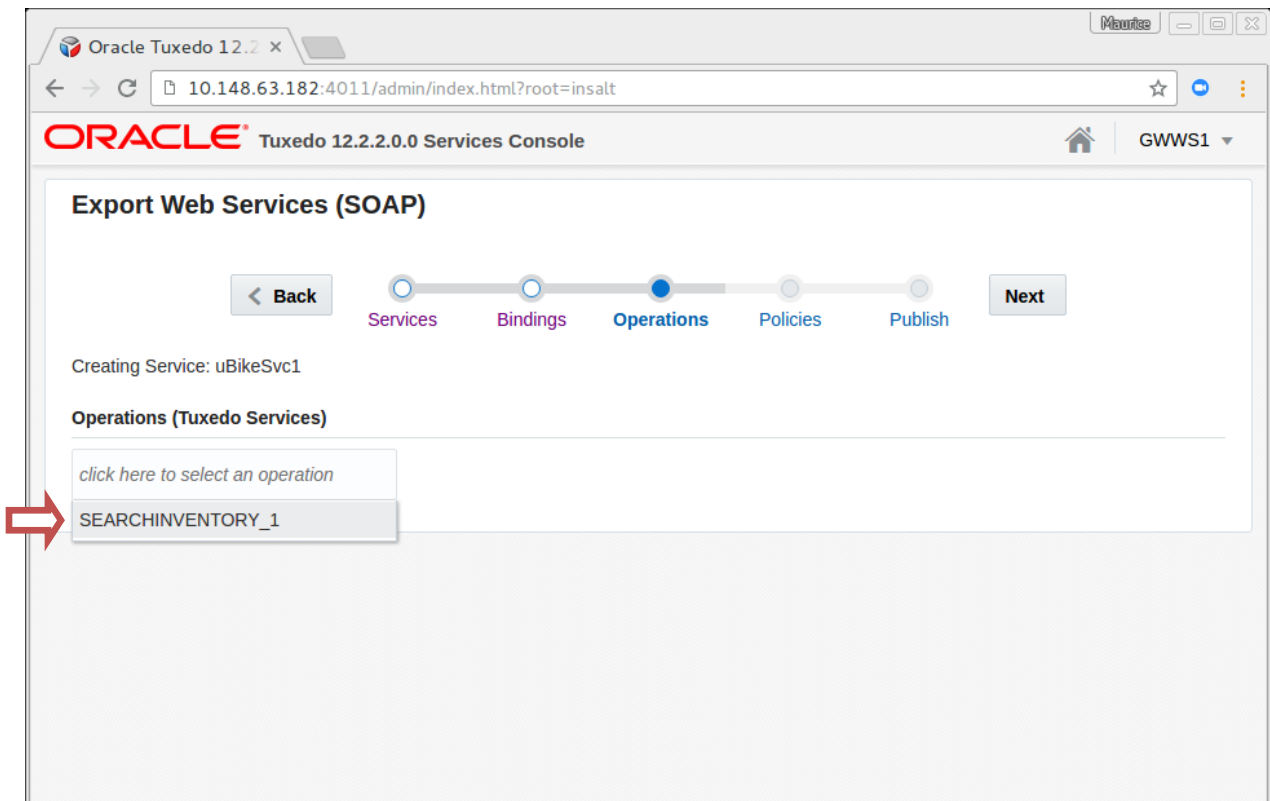 Maurice
Oracle Tuxedo 12.2
10.148.63.182:4011/admin/index.html?root=insalt
ORACLE® Tuxedo 12.2.2.0.0 Services Console GWWS1
Export Web Services (SOAP)
Back Next
Services Bindings Operations Policies Publish
Creating Service: uBikeSvc1
Operations (Tuxedo Services)
click here to select an operation
SEARCHINVENTORY_1